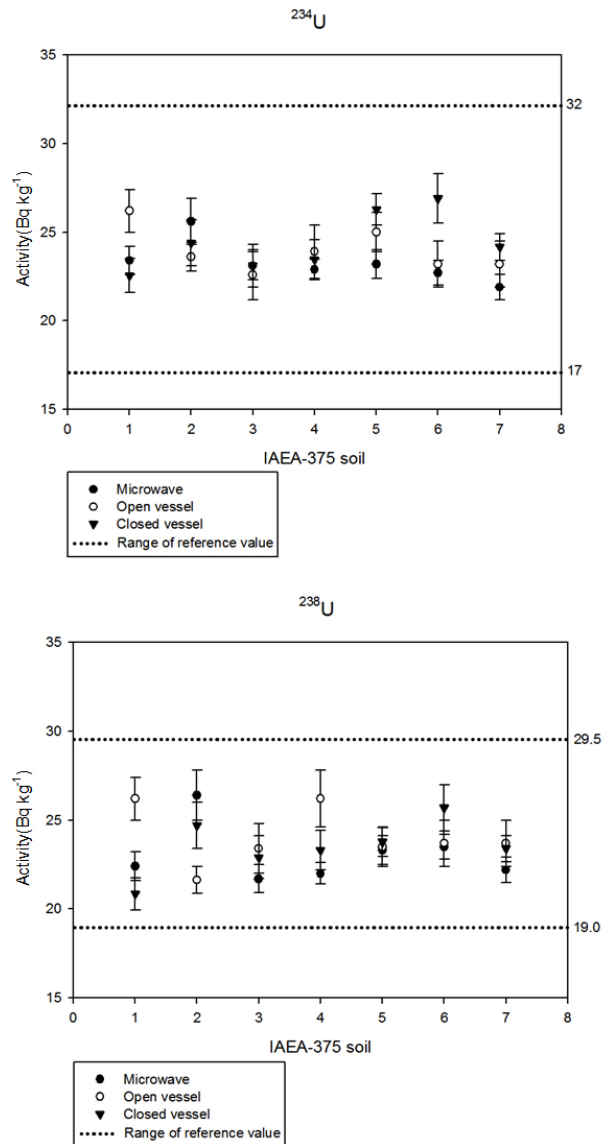 ²³⁴U
35
32
30
Activity(Bq kg⁻¹)
25
20
17
15
0 1 2 3 4 5 6 7 8
IAEA-375 soil
Microwave
Open vessel
Closed vessel
Range of reference value
²³⁸U
35
30
29.5
Activity(Bq kg⁻¹)
25
20
19.0
15
0 1 2 3 4 5 6 7 8
IAEA-375 soil
Microwave
Open vessel
Closed vessel
Range of reference value